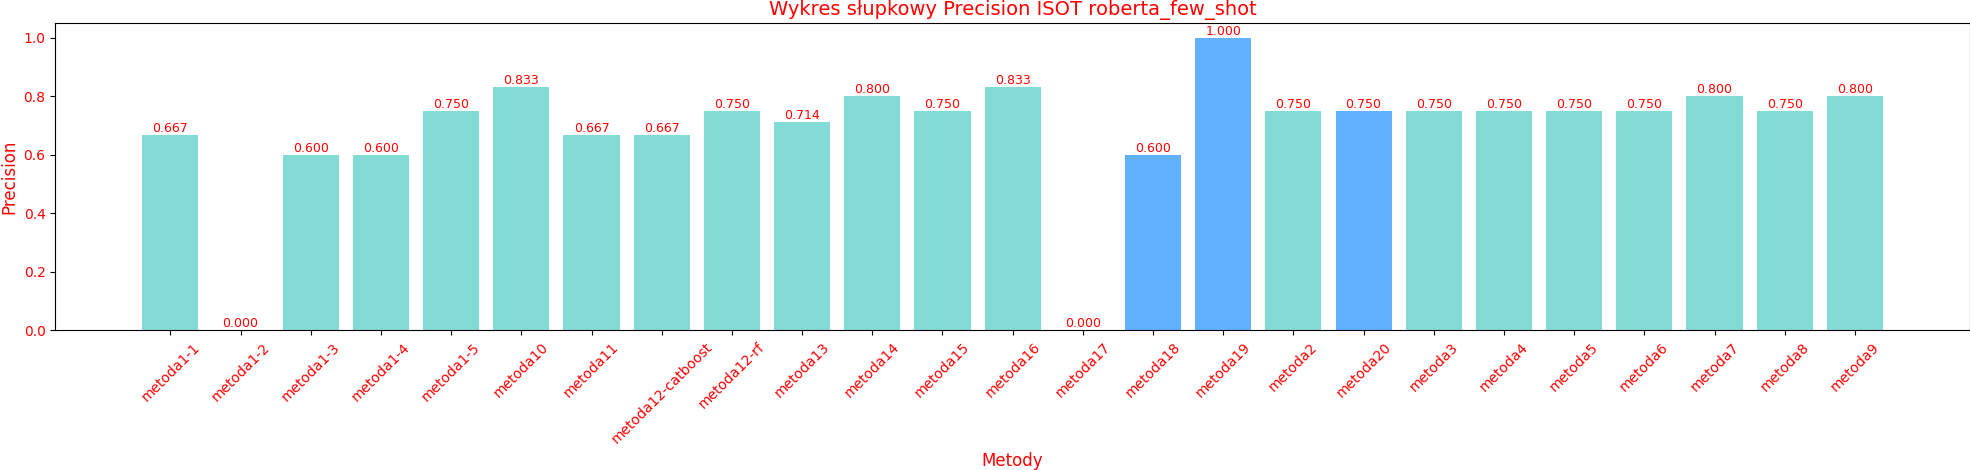 Wykres słupkowy Precision ISOT roberta_few_shot
Precision
1.0
0.8
0.6
0.4
0.2
0.0
0.667
0.000
0.600
0.600
0.750
0.833
0.667
0.667
0.750
0.714
0.800
0.750
0.833
0.000
0.600
1.000
0.750
0.750
0.750
0.750
0.750
0.750
0.800
0.750
0.800
metoda1-1
metoda1-2
metoda1-3
metoda1-4
metoda1-5
metoda10
metoda11
metoda12-catboost
metoda12-rf
metoda13
metoda14
metoda15
metoda16
metoda17
metoda18
metoda19
metoda2
metoda20
metoda3
metoda4
metoda5
metoda6
metoda7
metoda8
metoda9
Metody